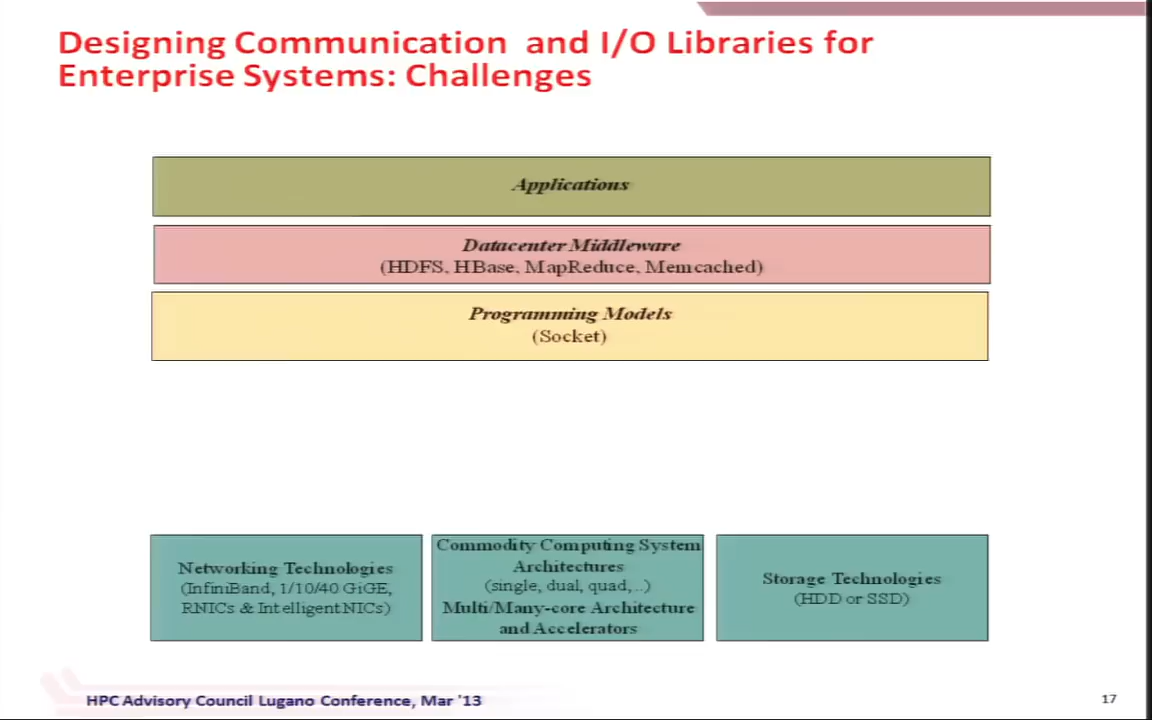 Designing Communication and I/O Libraries for
Enterprise Systems: Challenges
Applications
Datacenter Middleware
(HDFS, HBase, MapReduce, Memcached)
Programming Models
(Socket)
Networking Technologies
(InfiniBand, 1/10/40 GiGE,
RNICs & Intelligent NICs)
Commodity Computing System
Architectures
(single, dual, quad,..)
Multi/Many-core Architecture
and Accelerators
Storage Technologies
(HDD or SSD)
HPC Advisory Council Lugano Conference, Mar '13
17